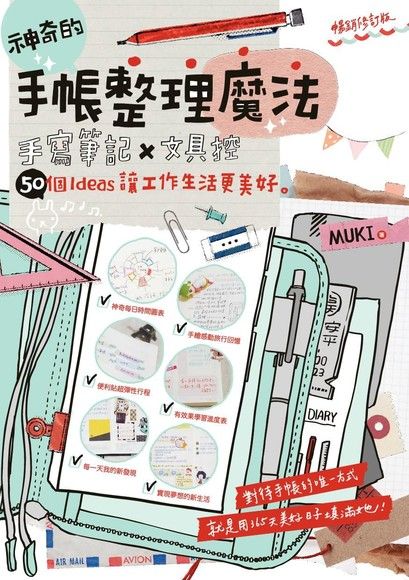 神奇的
暢銷修訂版
手帳整理魔法
手寫筆記×文具控
50個Ideas讓工作生活更美好。
MUKI
神奇每日時間圖表
手繪感動旅行回憶
便利貼超彈性行程
有效果學習溫度表
每一天我的新發現
實現夢想的新生活
DIARY
對待手帳的唯一方式
就是用365天美好日子填滿她!
AIR MAIL
AVION